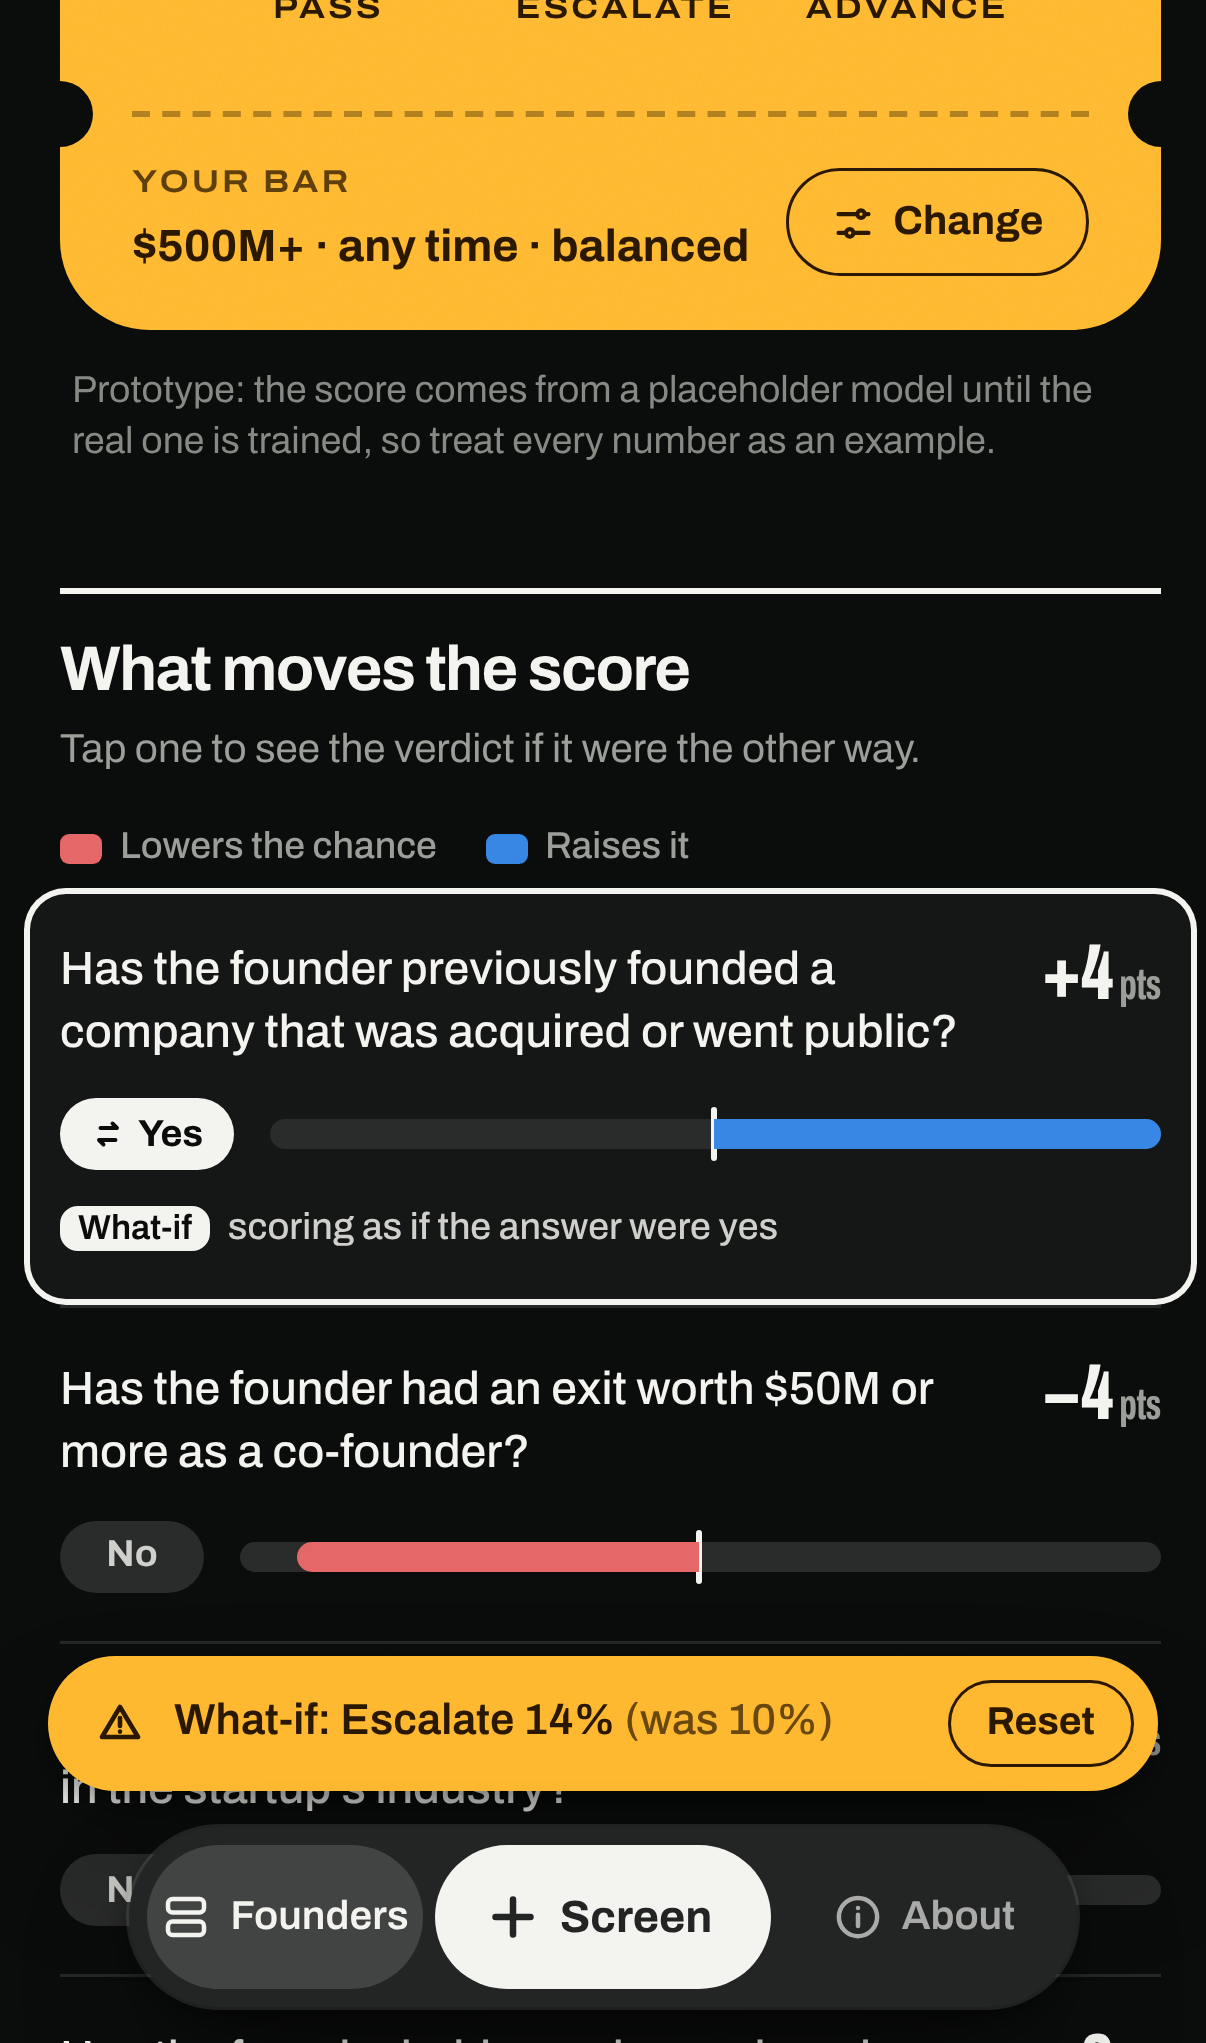 PASS ESCALATE ADVANCE
YOUR BAR
$500M+ · any time · balanced
Change
Prototype: the score comes from a placeholder model until the
real one is trained, so treat every number as an example.
What moves the score
Tap one to see the verdict if it were the other way.
Lowers the chance Raises it
Has the founder previously founded a
company that was acquired or went public?
+4 pts
Yes
What-if scoring as if the answer were yes
Has the founder had an exit worth $50M or
more as a co-founder?
−4 pts
No
What-if: Escalate 14% (was 10%) Reset
in the startup's industry?
Founders Screen About